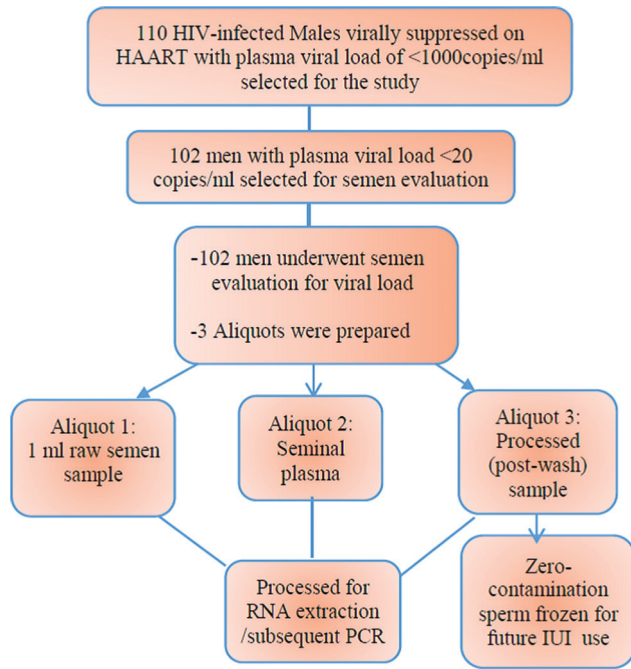 110 HIV-infected Males virally suppressed on
HAART with plasma viral load of <1000copies/ml
selected for the study
102 men with plasma viral load <20
copies/ml selected for semen evaluation
-102 men underwent semen
evaluation for viral load
-3 Aliquots were prepared
Aliquot 1:
1 ml raw semen
sample
Aliquot 2:
Seminal
plasma
Aliquot 3:
Processed
(post-wash)
sample
Processed for
RNA extraction
/subsequent PCR
Zero-
contamination
sperm frozen for
future IUI use